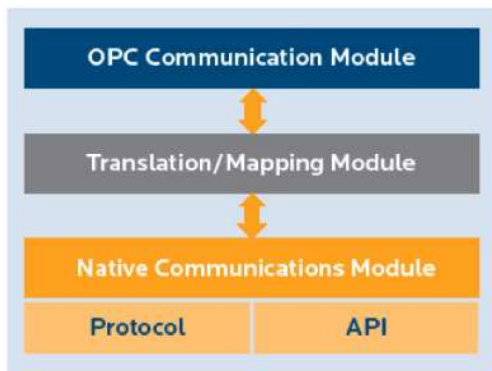 OPC Communication Module
Translation/Mapping Module
Native Communications Module
Protocol
API